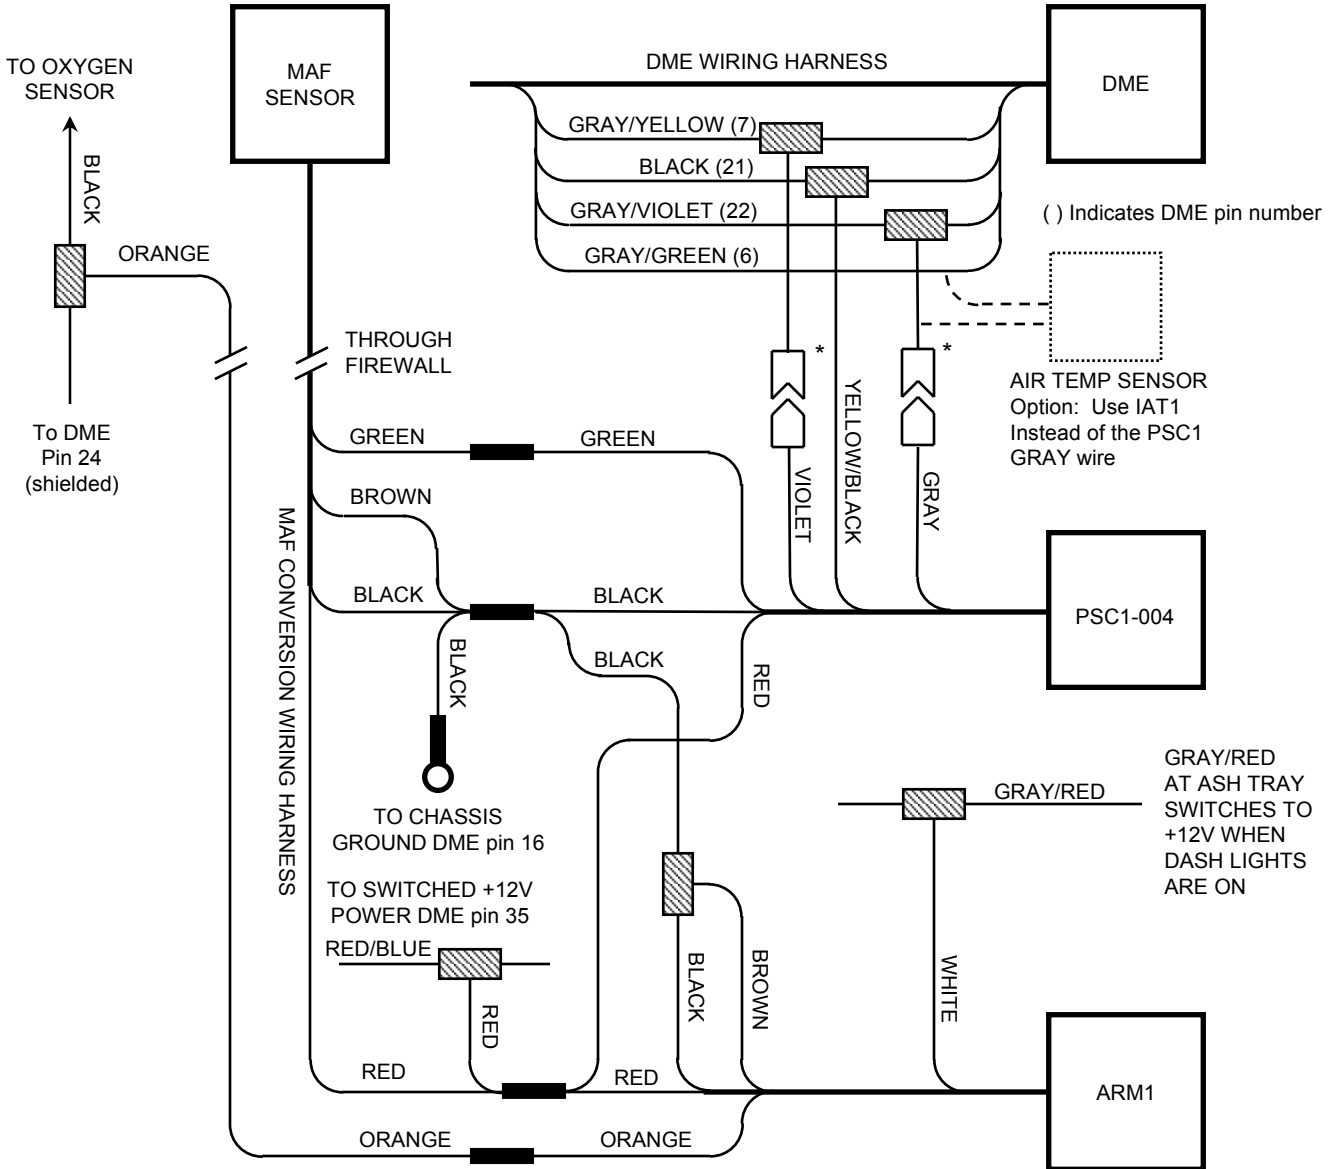 TO OXYGEN
SENSOR
BLACK
ORANGE
To DME
Pin 24
(shielded)
MAF
SENSOR
THROUGH
FIREWALL
DME WIRING HARNESS
DME
GRAY/YELLOW (7)
BLACK (21)
GRAY/VIOLET (22)
GRAY/GREEN (6)
( ) Indicates DME pin number
*
*
AIR TEMP SENSOR
Option: Use IAT1
Instead of the PSC1
GRAY wire
GREEN
GREEN
BROWN
BLACK
BLACK
BLACK
BLACK
VIOLET
YELLOW/BLACK
GRAY
PSC1-004
RED
MAF CONVERSION WIRING HARNESS
TO CHASSIS
GROUND DME pin 16
TO SWITCHED +12V
POWER DME pin 35
RED/BLUE
RED
BLACK
BROWN
GRAY/RED
GRAY/RED
AT ASH TRAY
SWITCHES TO
+12V WHEN
DASH LIGHTS
ARE ON
WHITE
RED
RED
ARM1
ORANGE
ORANGE